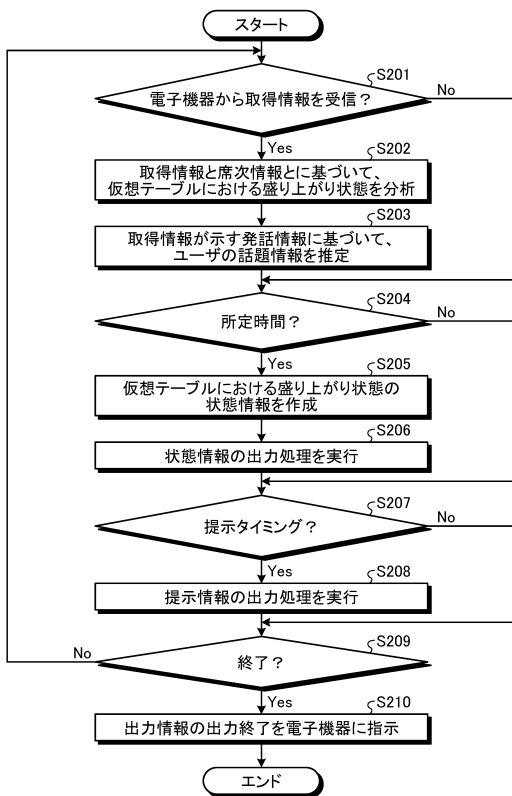 スタート
S201
電子機器から取得情報を受信？
No
Yes
S202
取得情報と席次情報とに基づいて、
仮想テーブルにおける盛り上がり状態を分析
S203
取得情報が示す発話情報に基づいて、
ユーザの話題情報を推定
S204
所定時間？
No
Yes
S205
仮想テーブルにおける盛り上がり状態の
状態情報を作成
S206
状態情報の出力処理を実行
S207
提示タイミング？
No
Yes
S208
提示情報の出力処理を実行
S209
終了？
No
Yes
S210
出力情報の出力終了を電子機器に指示
エンド